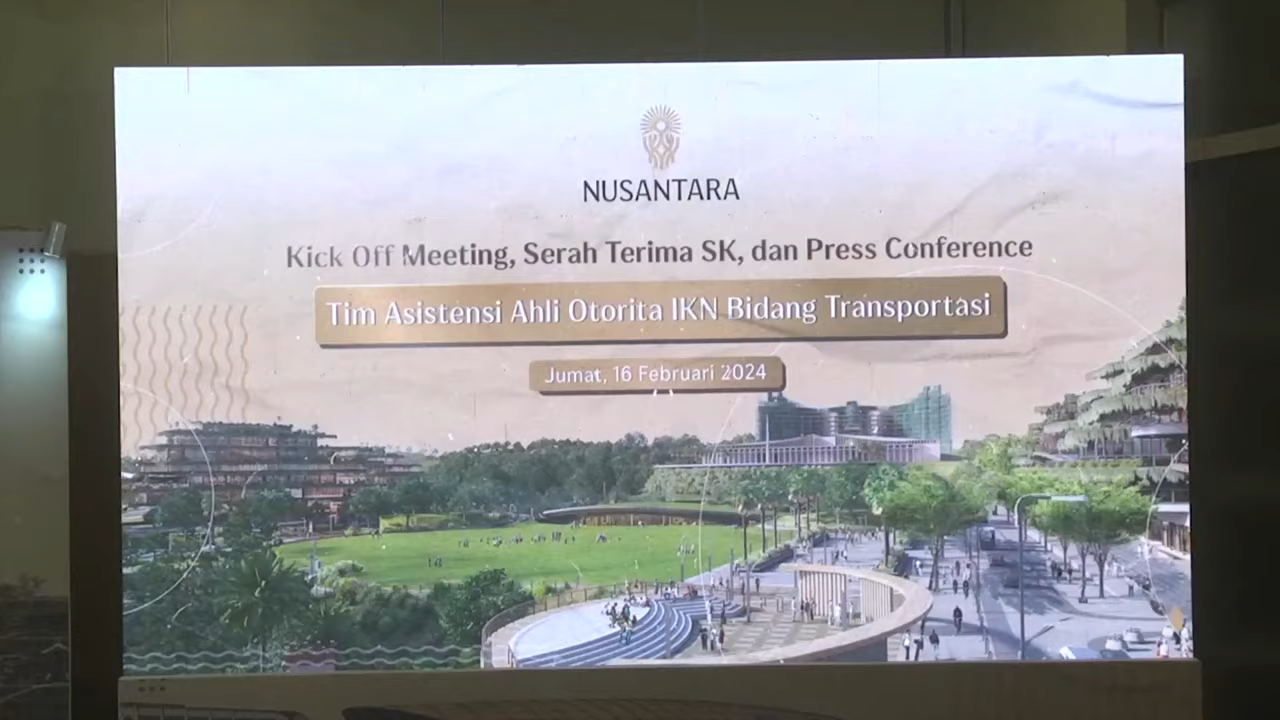 NUSANTARA
Kick Off Meeting, Serah Terima SK, dan Press Conference
Tim Asistensi Ahli Otorita IKN Bidang Transportasi
Jumat, 16 Februari 2024